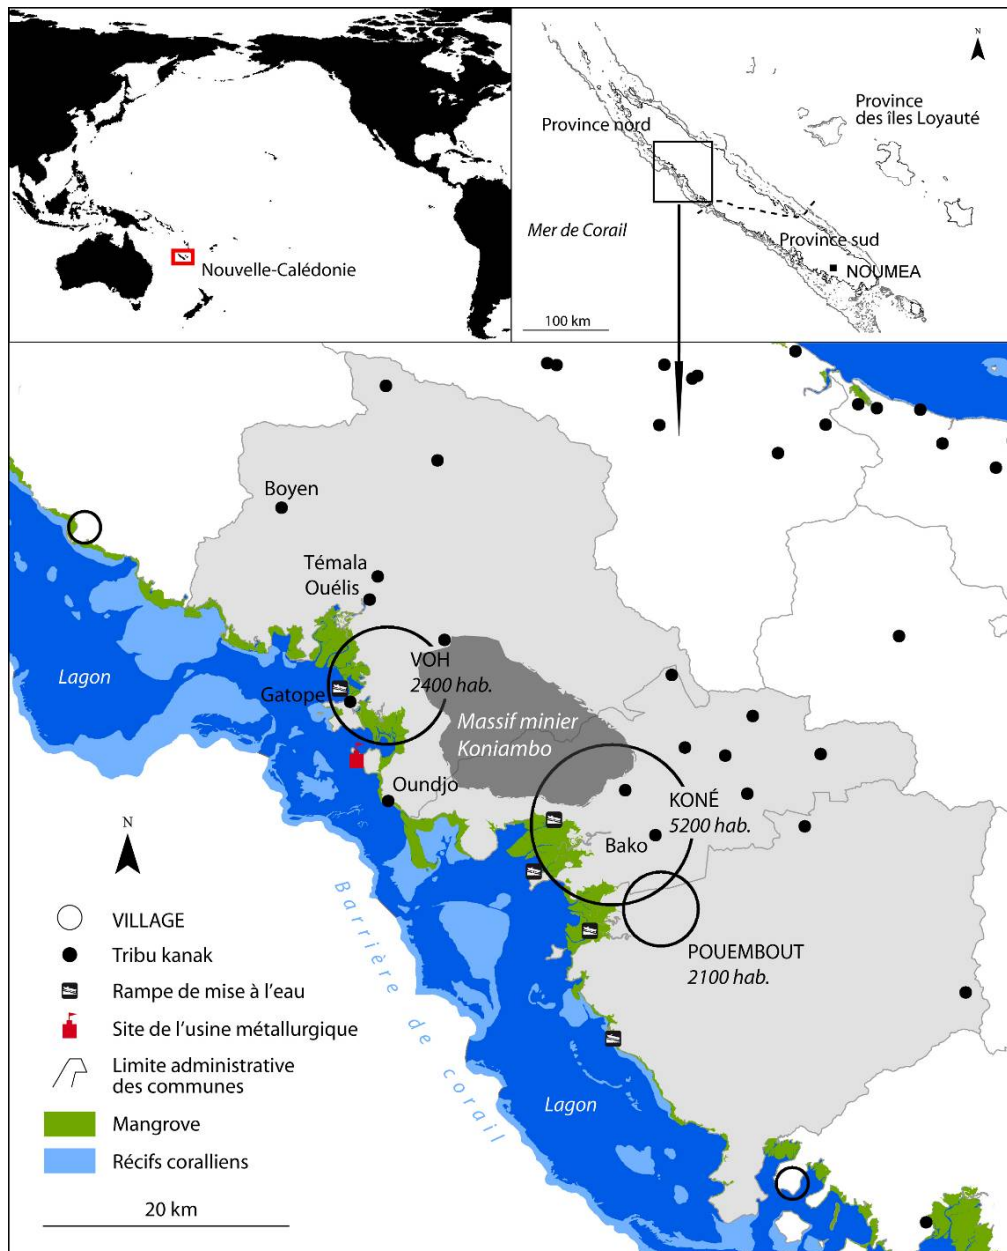 Nouvelle-Calédonie
N
Province
des îles Loyauté
Province nord
Mer de Corail
Province sud
NOUMEA
100 km
Boyen
Témala
Ouélis
VOH
2400 hab.
Lagon
Gatope
Massif minier
Koniambo
Oundjo
KONÉ
5200 hab.
Bako
N
Barrière de corail
POUEMBOUT
2100 hab.
Lagon
VILLAGE
Tribu kanak
Rampe de mise à l'eau
Site de l'usine métallurgique
Limite administrative
des communes
Mangrove
Récifs coralliens
20 km